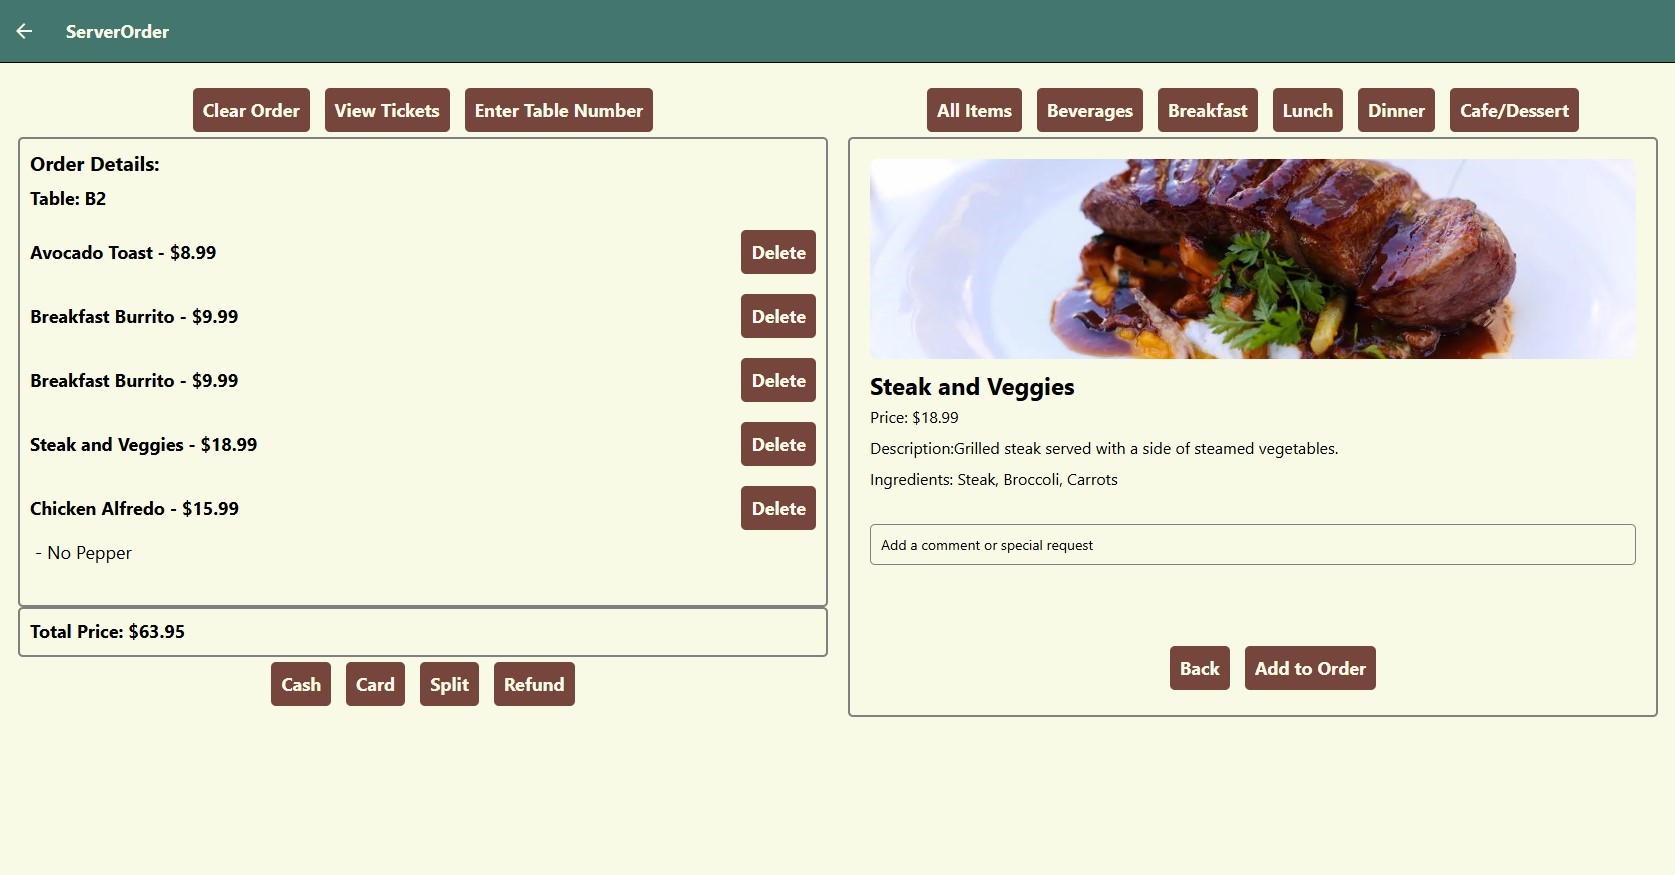 ServerOrder
Clear Order
View Tickets
Enter Table Number
Order Details:
Table: B2
Avocado Toast - $8.99
Delete
Breakfast Burrito - $9.99
Delete
Breakfast Burrito - $9.99
Delete
Steak and Veggies - $18.99
Delete
Chicken Alfredo - $15.99
Delete
- No Pepper
Total Price: $63.95
Cash
Card
Split
Refund
All Items
Beverages
Breakfast
Lunch
Dinner
Cafe/Dessert
Steak and Veggies
Price: $18.99
Description:Grilled steak served with a side of steamed vegetables.
Ingredients: Steak, Broccoli, Carrots
Add a comment or special request
Back
Add to Order